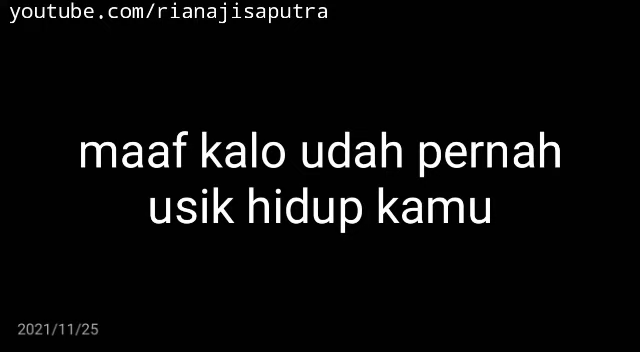 youtube.com/rianajisaputra
maaf kalo udah pernah
usik hidup kamu
2021/11/25